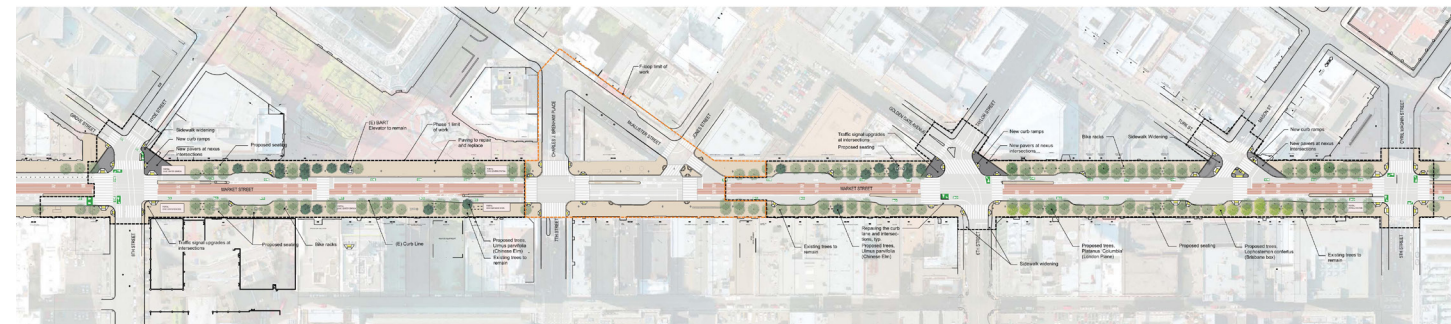 GROVE STREET
HYDE STREET
Sidewalk widening
New curb ramps
New pavers at nexus
intersections
Proposed seating
(E) BART
Elevator to remain
Phase 1 limit
of work
Paving to repair
and replace
CHARLES J. BRENHAM PLACE
F-loop limit of
work
MCALLISTER STREET
JONES STREET
Traffic signal upgrades
at intersections
Proposed seating
GOLDEN GATE AVENUE
TAYLOR STREET
New curb ramps
New pavers at nexus
intersections
Bike racks
Sidewalk Widening
TURK ST.
MASON ST
New curb ramps
New pavers at nexus
intersections
CYRIL MAGNIN STREET
MARKET STREET
MARKET STREET
8TH STREET
Traffic signal upgrades at
intersections
Proposed seating
Bike racks
(E) Curb Line
Proposed trees,
Ulmus parvifolia
(Chinese Elm)
Existing trees to
remain
7TH STREET
Existing trees to
remain
Repaving the curb
lane and intersec-
tions, typ
Proposed trees,
Ulmus parvifolia
(Chinese Elm)
6TH STREET
Sidewalk widening
Proposed trees,
Platanus Columbia
(London Plane)
Proposed seating
Proposed trees,
Lophostemon confertus
(Brisbane box)
Existing trees to
remain
5TH STREET